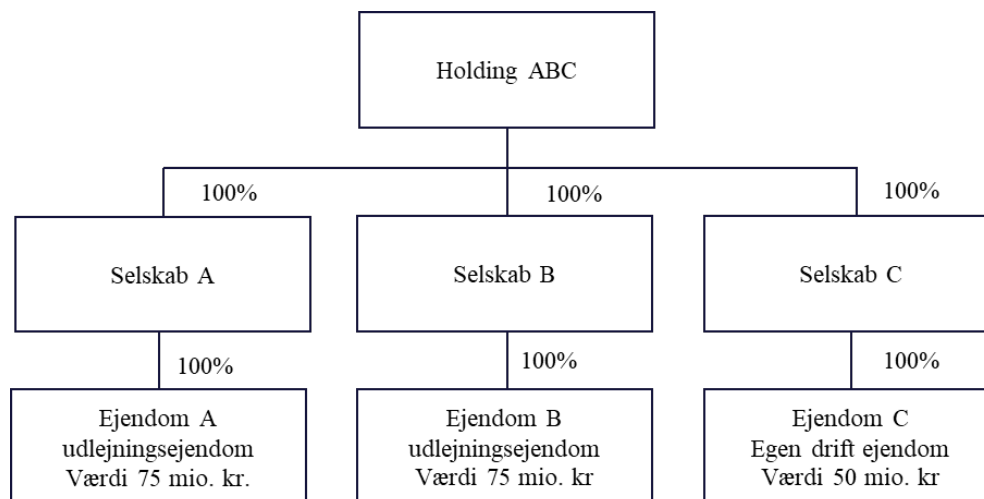 Holding ABC
100%
100%
100%
Selskab A
Selskab B
Selskab C
100%
100%
100%
Ejendom A
udlejningsejendom
Værdi 75 mio. kr.
Ejendom B
udlejningsejendom
Værdi 75 mio. kr
Ejendom C
Egen drift ejendom
Værdi 50 mio. kr